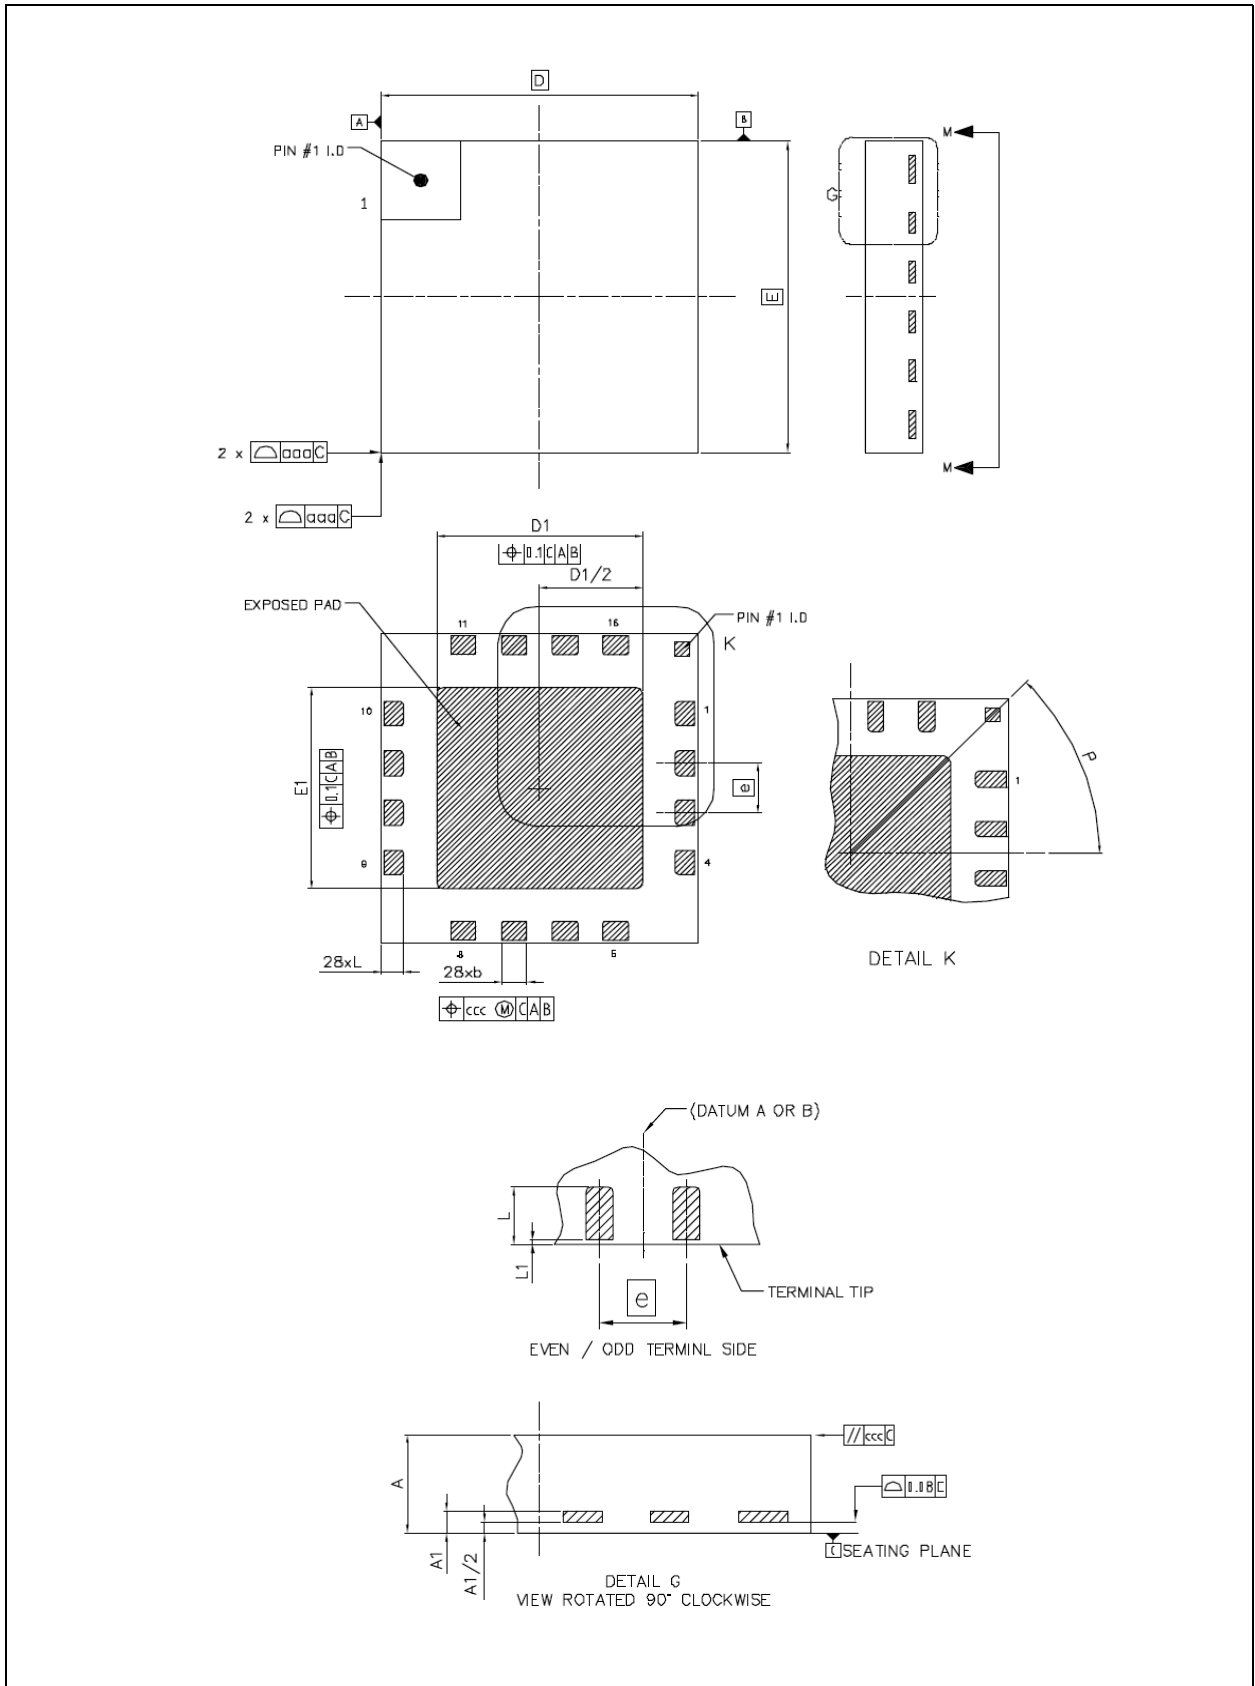 D
A
B
M
PIN #1 I.D
G
1
E
2 x aaa C
M
2 x aaa C
D1
0.1 C A B
D1/2
EXPOSED PAD
11
16
PIN #1 I.D
K
10
1
P
E1
0.1 C A B
e
1
9
4
8
5
DETAIL K
28xL
28xb
ccc M C A B
(DATUM A OR B)
L
L1
TERMINAL TIP
e
EVEN / ODD TERMINL SIDE
// ccc C
A
0.08 C
A1
A1/2
C SEATING PLANE
DETAIL G
VIEW ROTATED 90° CLOCKWISE